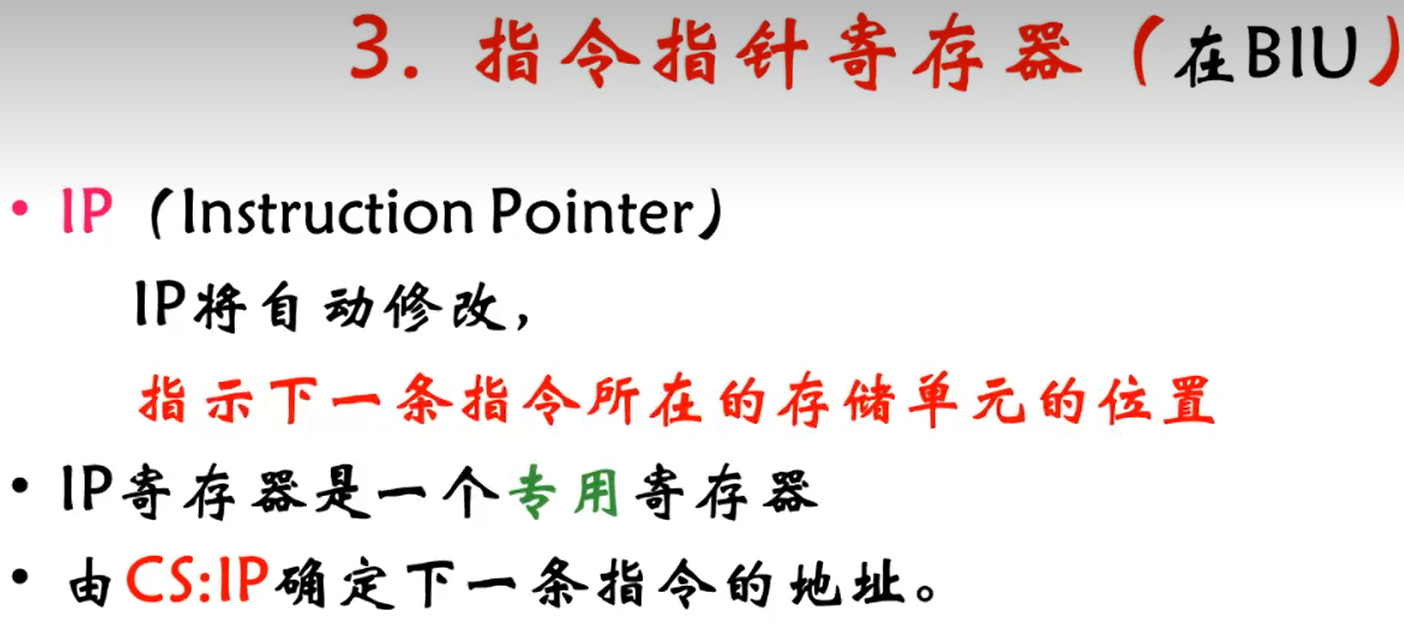 3. 指令指针寄存器（在BIU）
• IP（Instruction Pointer）
IP将自动修改，
指示下一条指令所在的存储单元的位置
• IP寄存器是一个专用寄存器
• 由CS:IP确定下一条指令的地址。